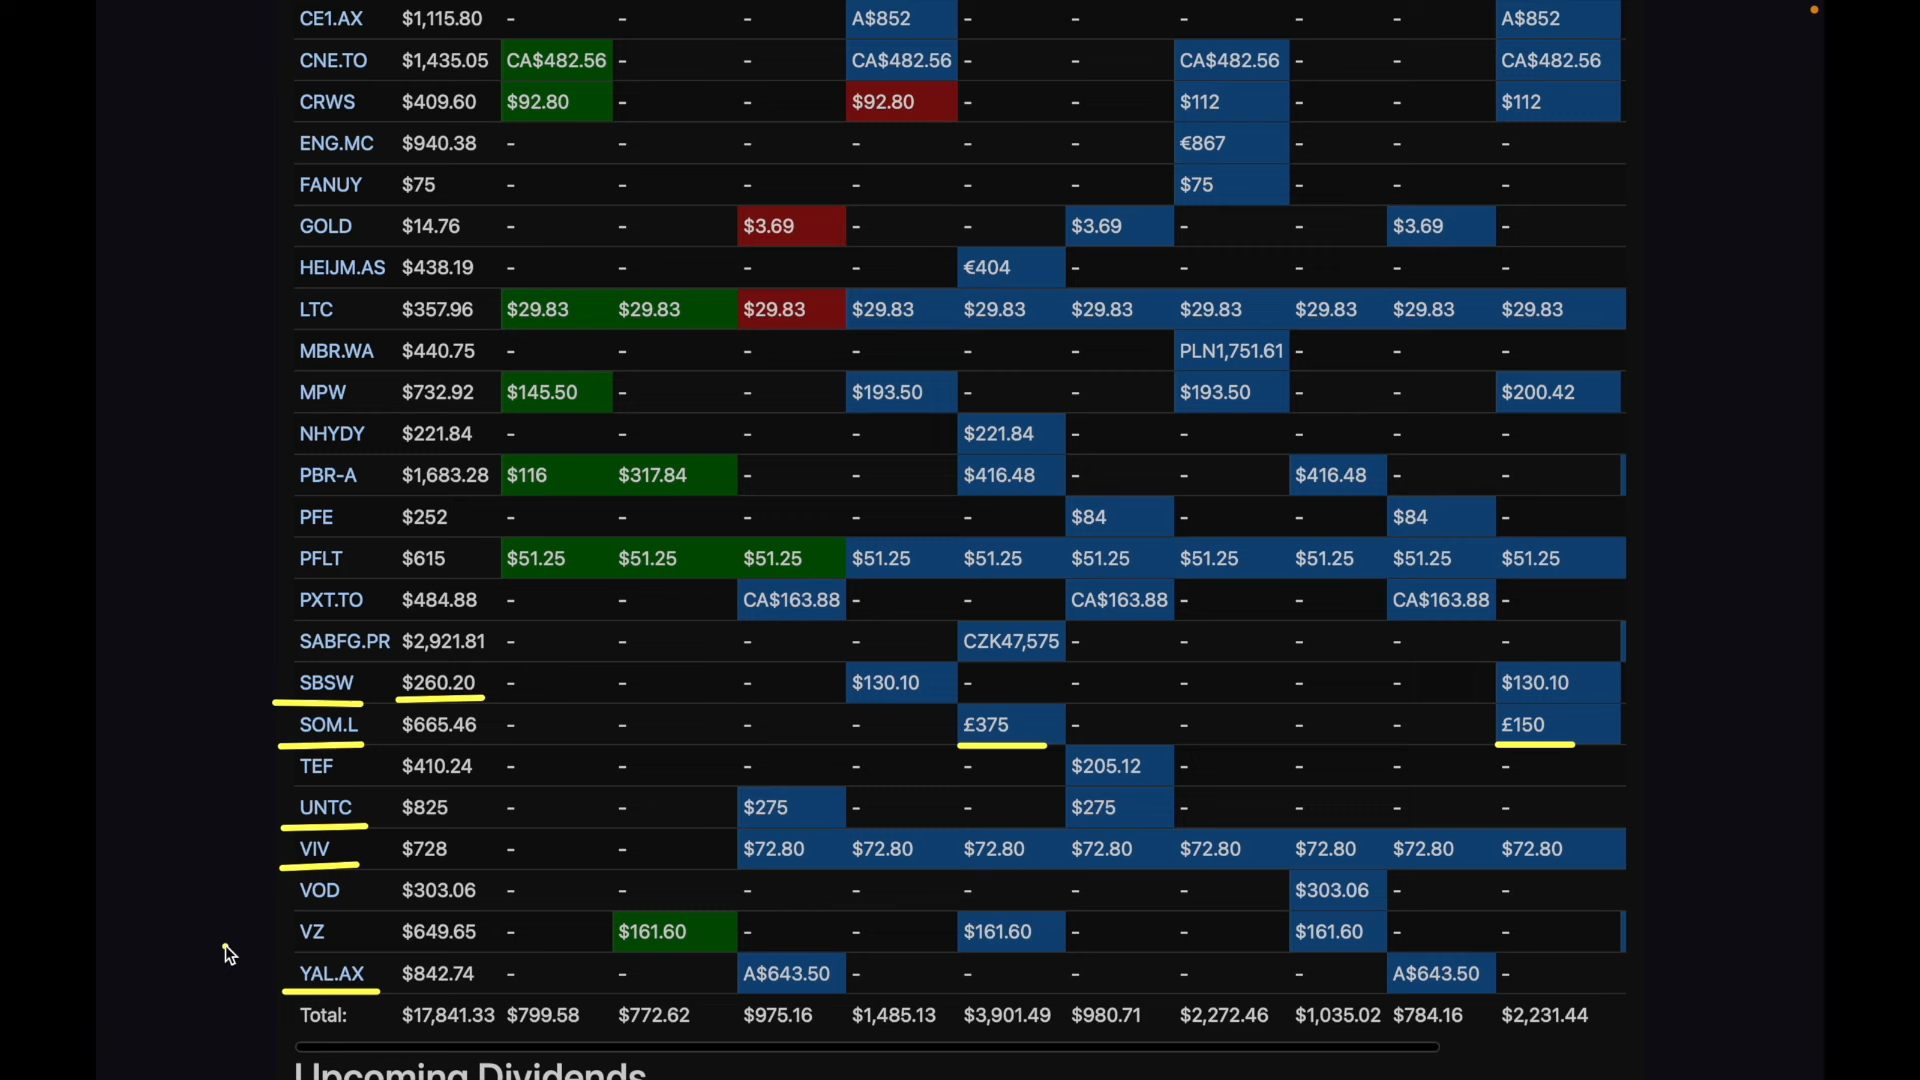 CE1.AX $1,115.80 - - - A$852 - - - - - A$852
CNE.TO $1,435.05 CA$482.56 - - CA$482.56 - - CA$482.56 - - CA$482.56
CRWS $409.60 $92.80 - - $92.80 - - $112 - - $112
ENG.MC $940.38 - - - - - - €867 - - -
FANUY $75 - - - - - - $75 - - -
GOLD $14.76 - - $3.69 - - $3.69 - - $3.69 -
HEIJM.AS $438.19 - - - - €404 - - - - -
LTC $357.96 $29.83 $29.83 $29.83 $29.83 $29.83 $29.83 $29.83 $29.83 $29.83 $29.83
MBR.WA $440.75 - - - - - - PLN1,751.61 - - -
MPW $732.92 $145.50 - - $193.50 - - $193.50 - - $200.42
NHYDY $221.84 - - - - $221.84 - - - - -
PBR-A $1,683.28 $116 $317.84 - - $416.48 - - $416.48 - -
PFE $252 - - - - - $84 - - $84 -
PFLT $615 $51.25 $51.25 $51.25 $51.25 $51.25 $51.25 $51.25 $51.25 $51.25 $51.25
PXT.TO $484.88 - - CA$163.88 - - CA$163.88 - - CA$163.88 -
SABFG.PR $2,921.81 - - - - CZK47,575 - - - - -
SBSW $260.20 - - - $130.10 - - - - - $130.10
SOM.L $665.46 - - - - £375 - - - - £150
TEF $410.24 - - - - - $205.12 - - - -
UNTC $825 - - $275 - - $275 - - - -
VIV $728 - - $72.80 $72.80 $72.80 $72.80 $72.80 $72.80 $72.80 $72.80
VOD $303.06 - - - - - - - $303.06 - -
VZ $649.65 - $161.60 - - $161.60 - - $161.60 - -
YAL.AX $842.74 - - A$643.50 - - - - - A$643.50 -
Total: $17,841.33 $799.58 $772.62 $975.16 $1,485.13 $3,901.49 $980.71 $2,272.46 $1,035.02 $784.16 $2,231.44
Upcoming Dividends